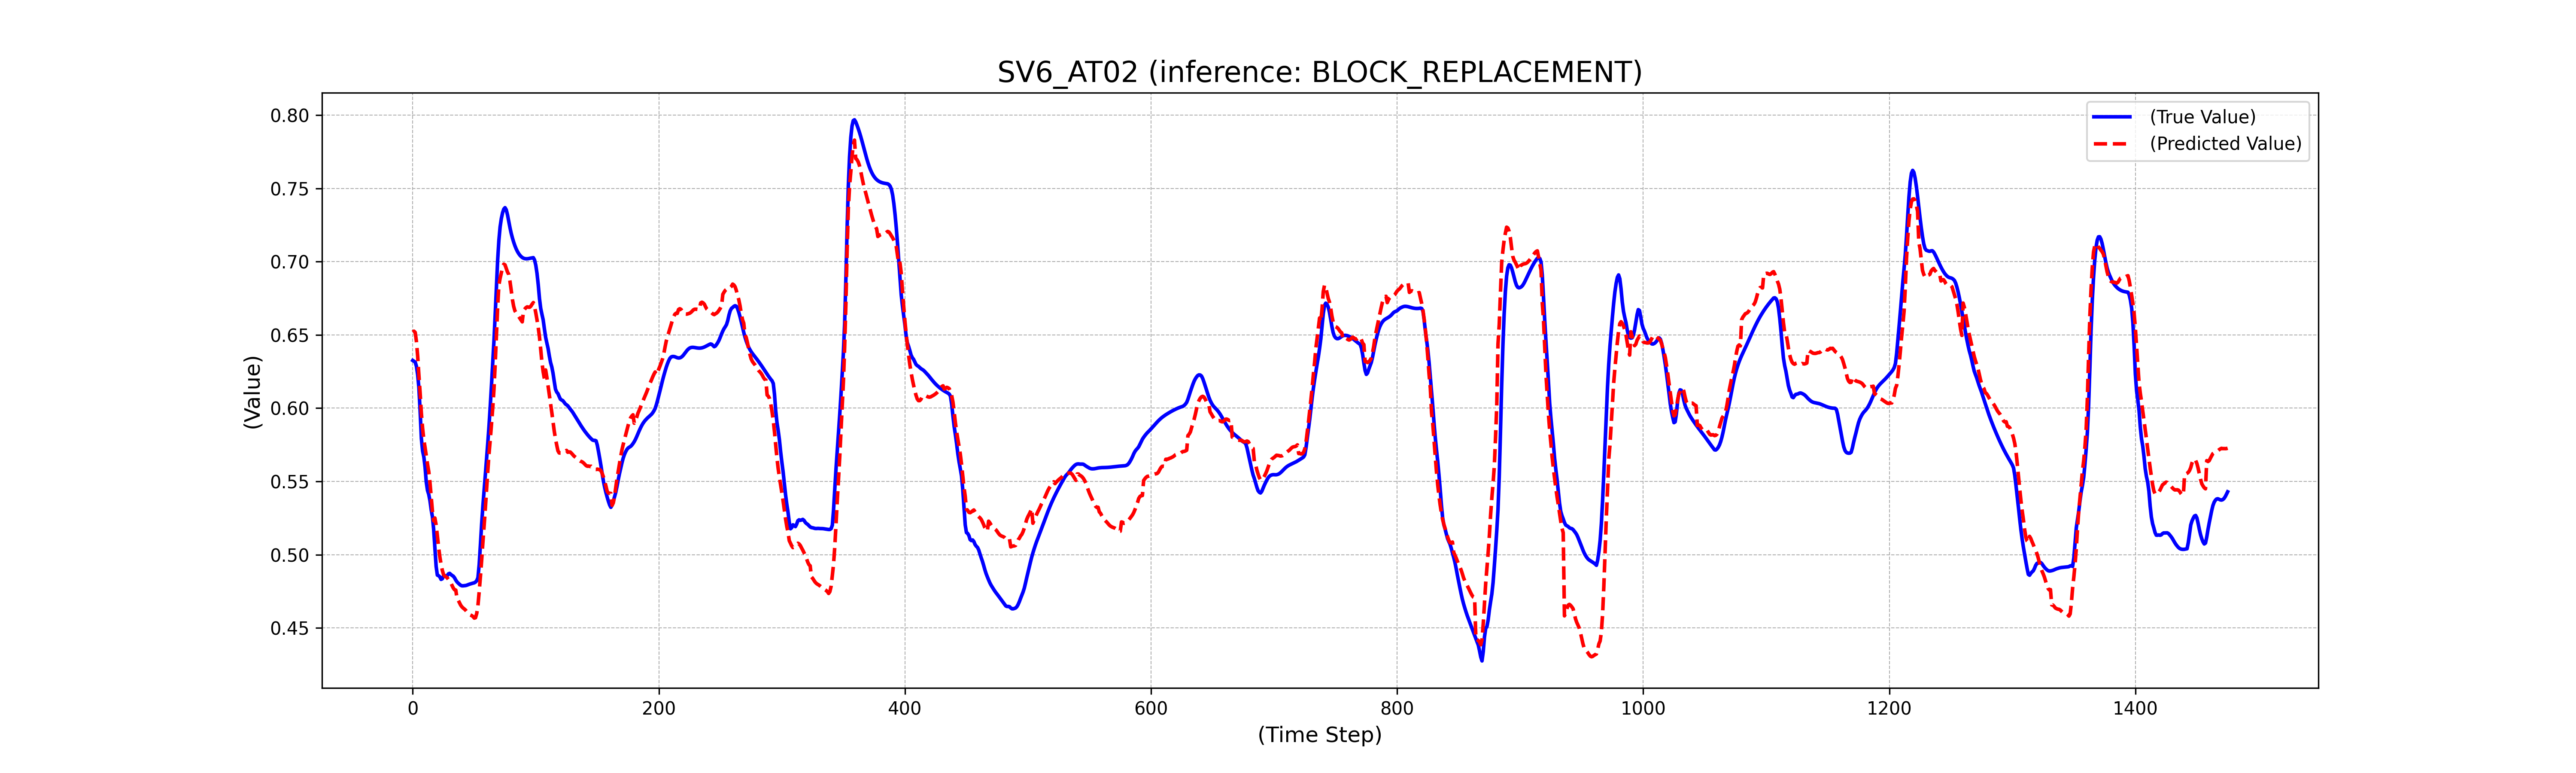 SV6_AT02 (inference: BLOCK_REPLACEMENT)
(True Value)
(Predicted Value)
0.80
0.75
0.70
0.65
0.60
0.55
0.50
0.45
(Value)
0 200 400 600 800 1000 1200 1400
(Time Step)